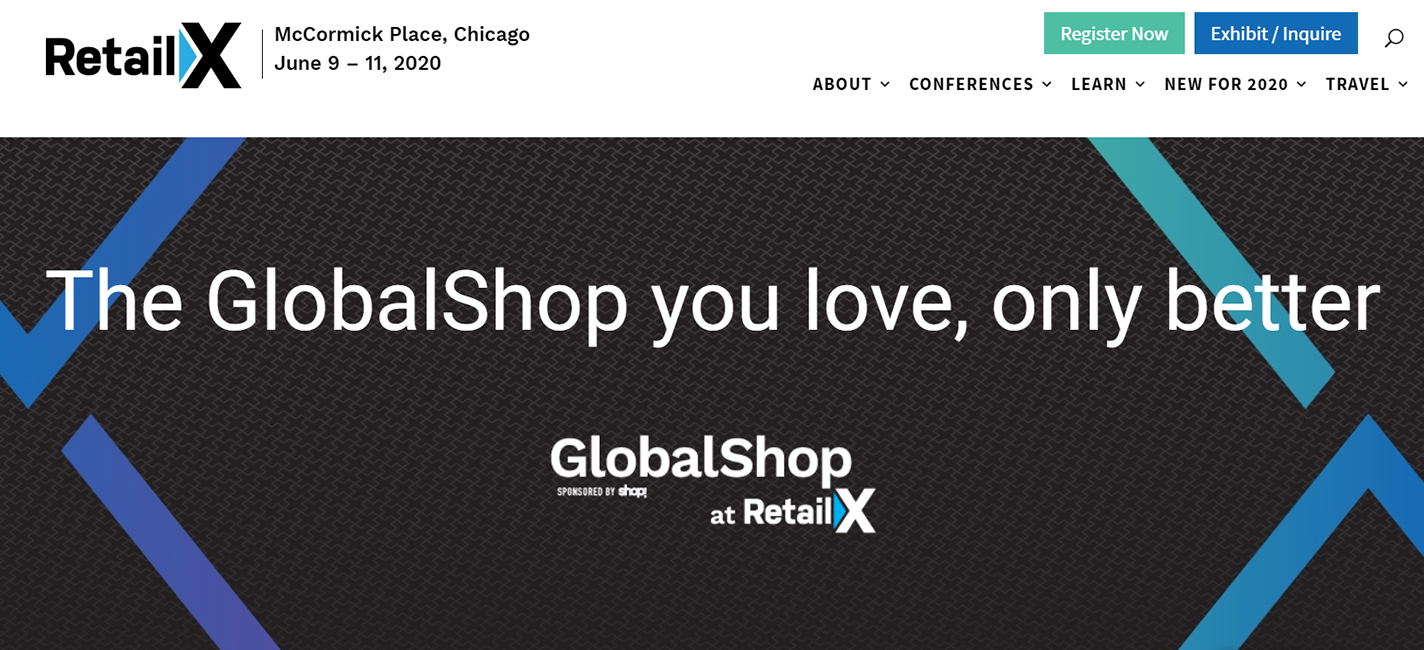 RetailX
McCormick Place, Chicago
June 9 – 11, 2020
Register Now
Exhibit / Inquire
ABOUT
CONFERENCES
LEARN
NEW FOR 2020
TRAVEL
The GlobalShop you love, only better
GlobalShop
SPONSORED BY shop!
at RetailX